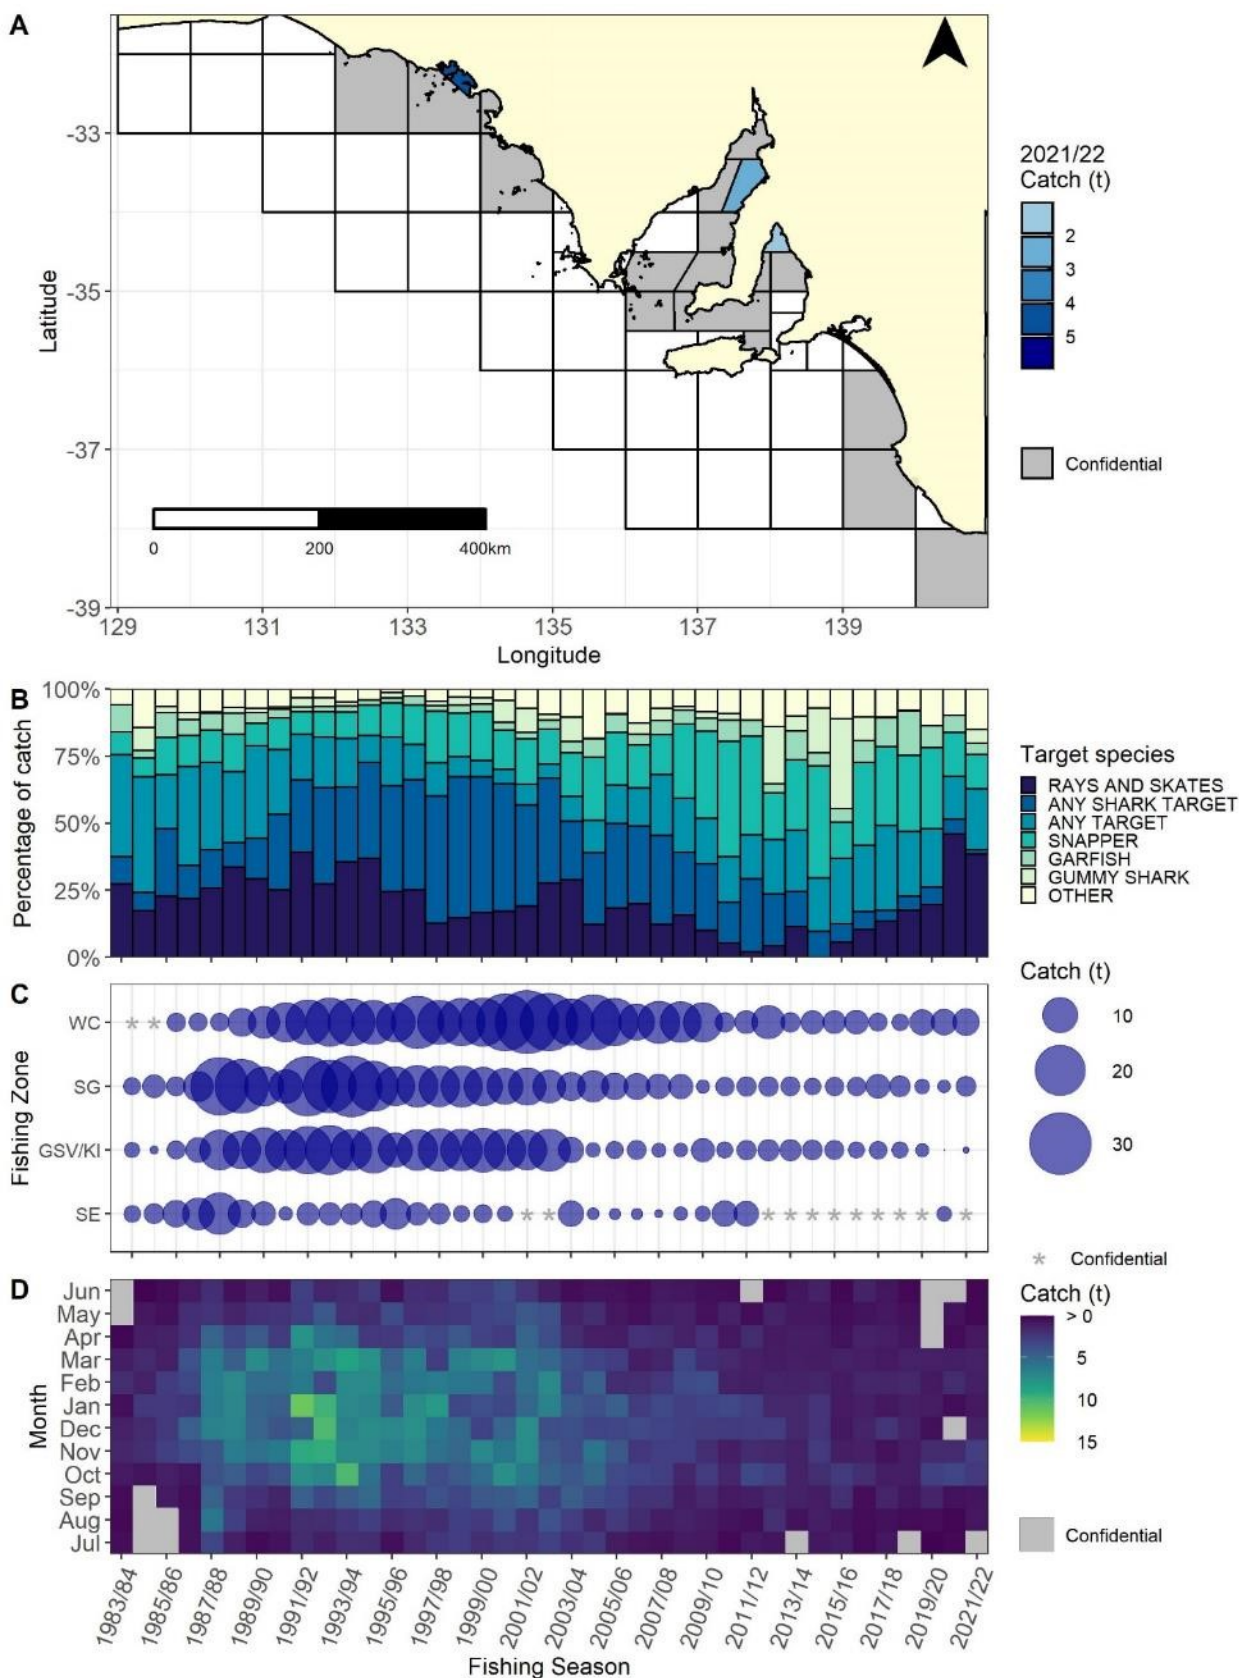 A
-33
-35
-37
-39
Latitude
0 200 400km
129 131 133 135 137 139
Longitude
2021/22
Catch (t)
2
3
4
5
Confidential
B
100%
75%
50%
25%
0%
Percentage of catch
Target species
RAYS AND SKATES
ANY SHARK TARGET
ANY TARGET
SNAPPER
GARFISH
GUMMY SHARK
OTHER
C
WC
SG
GSV/KI
SE
Fishing Zone
Catch (t)
10
20
30
* Confidential
D
Jun
May
Apr
Mar
Feb
Jan
Dec
Nov
Oct
Sep
Aug
Jul
Month
Catch (t)
> 0
5
10
15
Confidential
1983/84 1985/86 1987/88 1989/90 1991/92 1993/94 1995/96 1997/98 1999/00 2001/02 2003/04 2005/06 2007/08 2009/10 2011/12 2013/14 2015/16 2017/18 2019/20 2021/22
Fishing Season